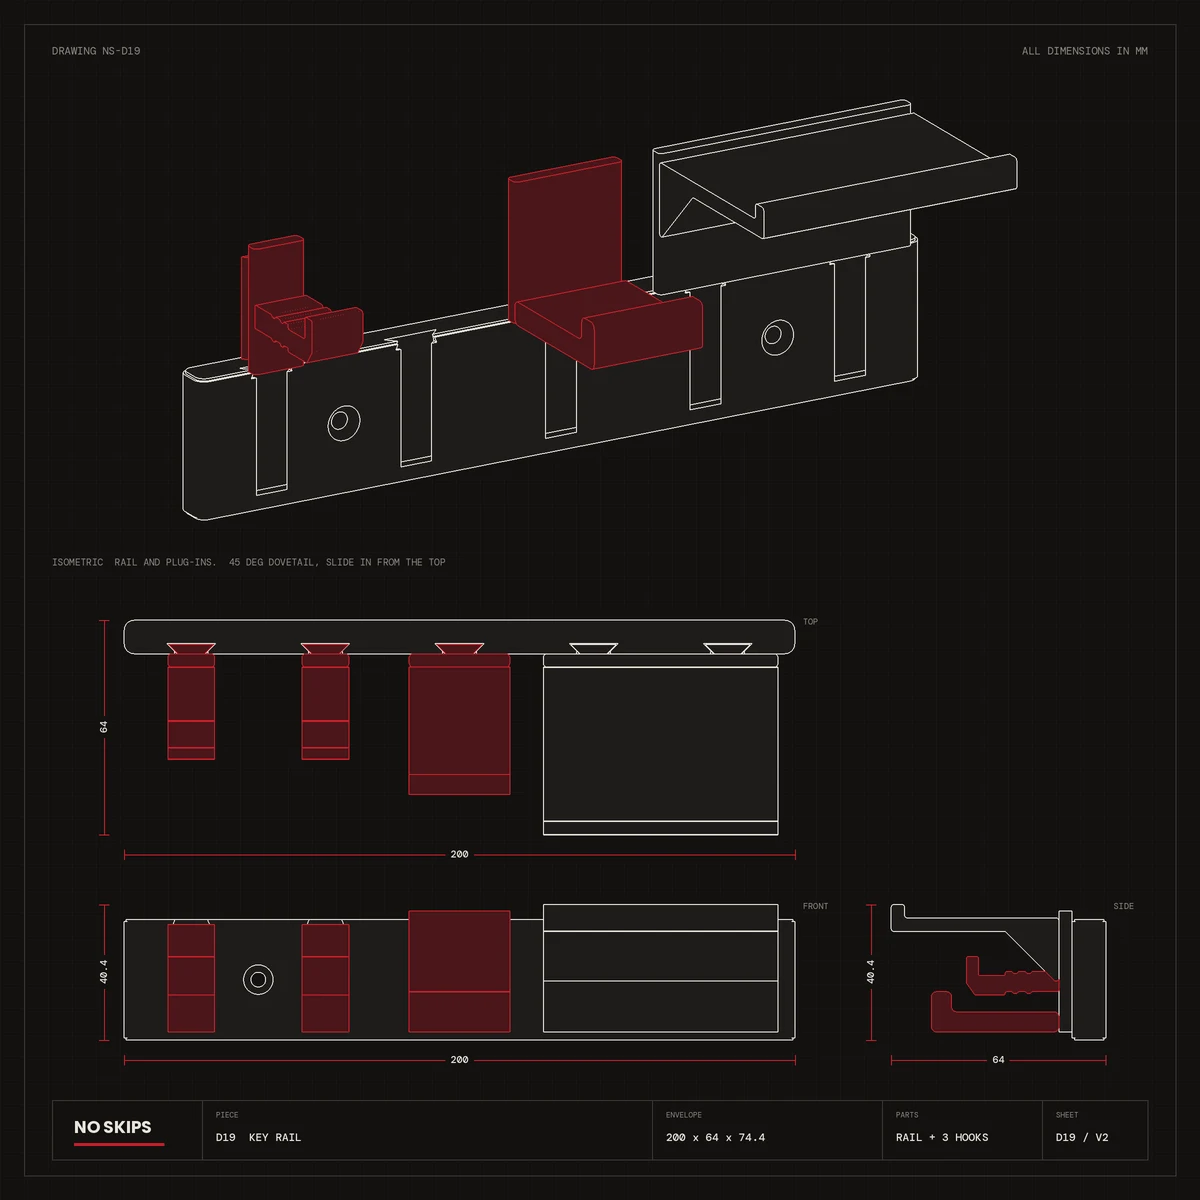 DRAWING NS-D19
ALL DIMENSIONS IN MM
ISOMETRIC  RAIL AND PLUG-INS.  45 DEG DOVETAIL, SLIDE IN FROM THE TOP
TOP
64
200
FRONT
SIDE
40.4
40.4
200
64
NO SKIPS
PIECE
D19  KEY RAIL
ENVELOPE
200 x 64 x 74.4
PARTS
RAIL + 3 HOOKS
SHEET
D19 / V2